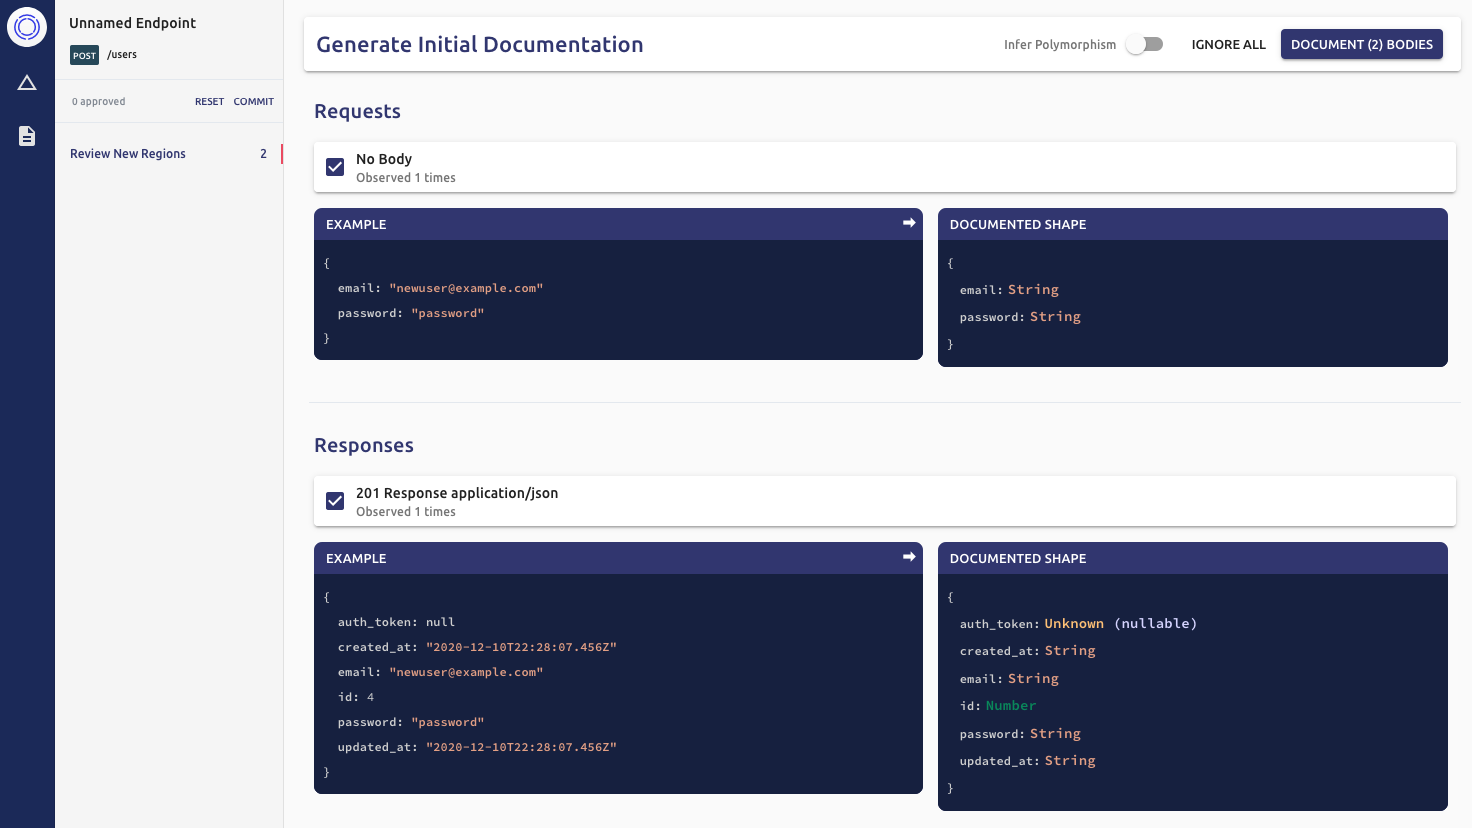 Unnamed Endpoint
POST /users
0 approved RESET COMMIT
Review New Regions 2
Generate Initial Documentation
Infer Polymorphism IGNORE ALL DOCUMENT (2) BODIES
Requests
No Body
Observed 1 times
EXAMPLE
{
email: "newuser@example.com"
password: "password"
}
DOCUMENTED SHAPE
{
email: String
password: String
}
Responses
201 Response application/json
Observed 1 times
EXAMPLE
{
auth_token: null
created_at: "2020-12-10T22:28:07.456Z"
email: "newuser@example.com"
id: 4
password: "password"
updated_at: "2020-12-10T22:28:07.456Z"
}
DOCUMENTED SHAPE
{
auth_token: Unknown (nullable)
created_at: String
email: String
id: Number
password: String
updated_at: String
}